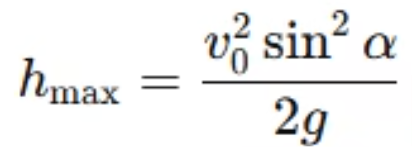 h_max = v_0^2 sin^2 α / 2g